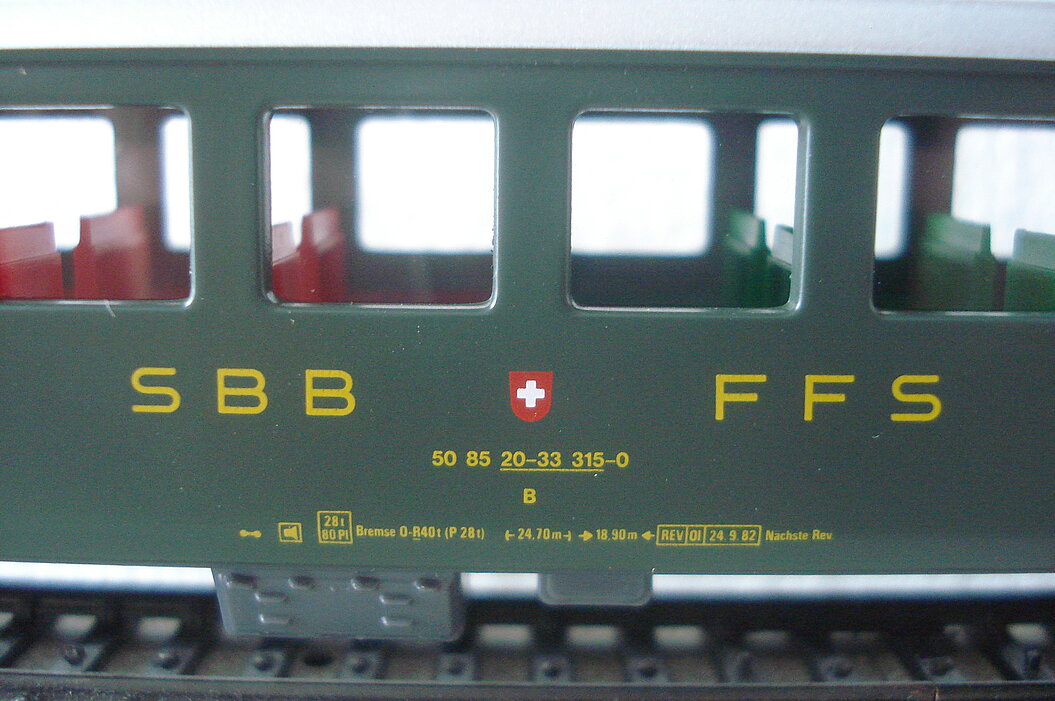 SBB FFS
50 85 20-33 315-0
B
28t
80 Pl
Bremse O-R40t (P 28t) 24,70m 18,90m REV OI 24.9.82 Nächste Rev.